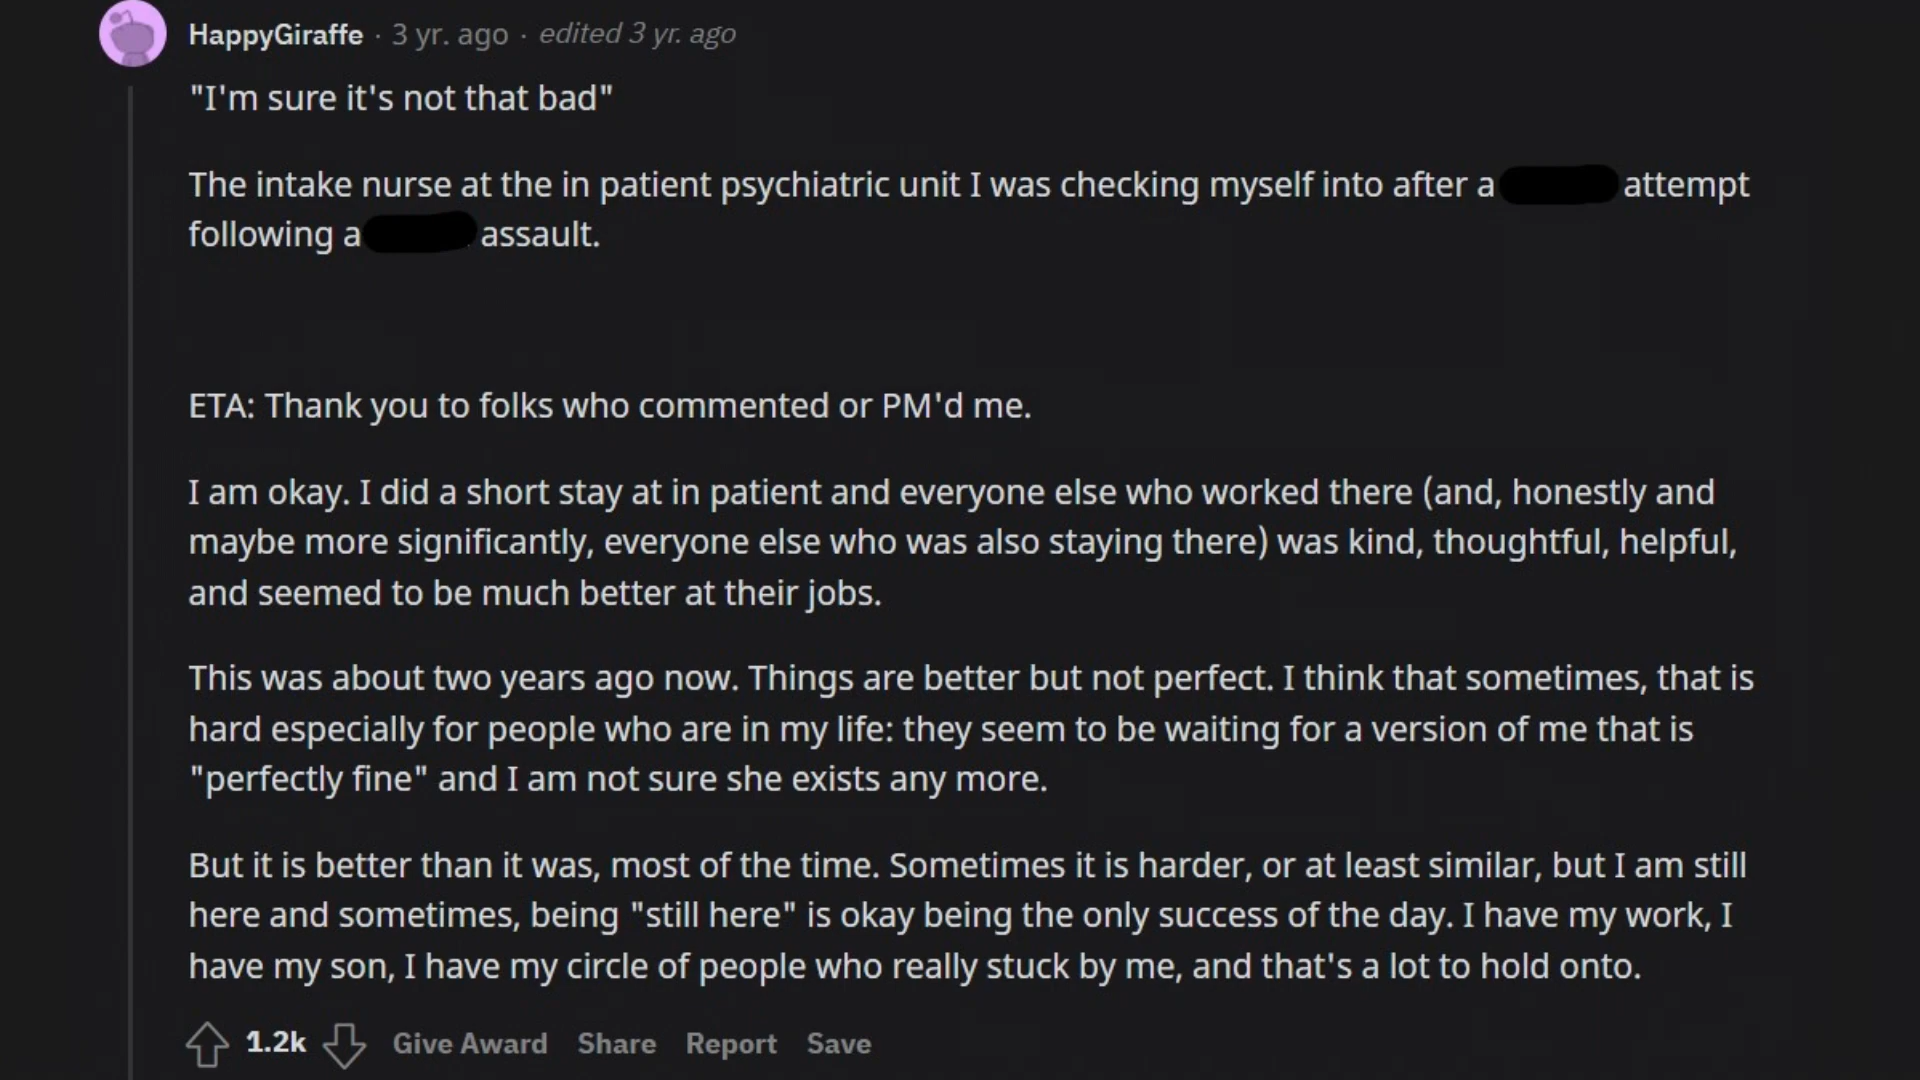 HappyGiraffe · 3 yr. ago · edited 3 yr. ago
"I'm sure it's not that bad"
The intake nurse at the in patient psychiatric unit I was checking myself into after a attempt
following a assault.
ETA: Thank you to folks who commented or PM'd me.
I am okay. I did a short stay at in patient and everyone else who worked there (and, honestly and
maybe more significantly, everyone else who was also staying there) was kind, thoughtful, helpful,
and seemed to be much better at their jobs.
This was about two years ago now. Things are better but not perfect. I think that sometimes, that is
hard especially for people who are in my life: they seem to be waiting for a version of me that is
"perfectly fine" and I am not sure she exists any more.
But it is better than it was, most of the time. Sometimes it is harder, or at least similar, but I am still
here and sometimes, being "still here" is okay being the only success of the day. I have my work, I
have my son, I have my circle of people who really stuck by me, and that's a lot to hold onto.
1.2k Give Award Share Report Save